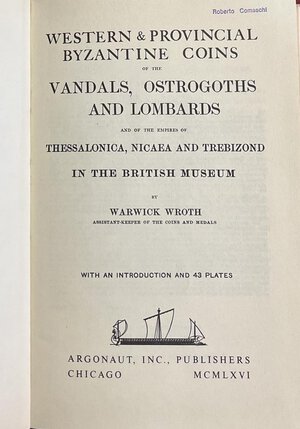 Roberto Comaschi
WESTERN & PROVINCIAL
BYZANTINE COINS
OF THE
VANDALS, OSTROGOTHS
AND LOMBARDS
AND OF THE EMPIRES OF
THESSALONICA, NICAEA AND TREBIZOND
IN THE BRITISH MUSEUM
BY
WARWICK WROTH
ASSISTANT-KEEPER OF THE COINS AND MEDALS
WITH AN INTRODUCTION AND 43 PLATES
ARGONAUT, INC., PUBLISHERS
CHICAGO MCMLXVI